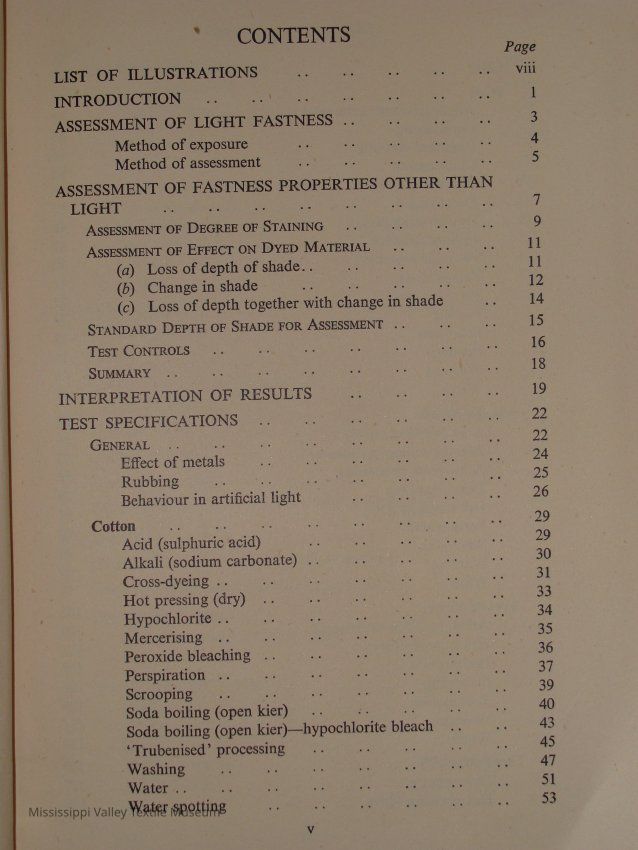 CONTENTS
Page
LIST OF ILLUSTRATIONS .. .. .. .. .. viii
INTRODUCTION .. .. .. .. .. .. .. 1
ASSESSMENT OF LIGHT FASTNESS .. .. .. .. 3
Method of exposure .. .. .. .. .. 4
Method of assessment .. .. .. .. .. 5
ASSESSMENT OF FASTNESS PROPERTIES OTHER THAN
LIGHT .. .. .. .. .. .. .. .. 7
ASSESSMENT OF DEGREE OF STAINING .. .. .. .. 9
ASSESSMENT OF EFFECT ON DYED MATERIAL .. .. .. 11
(a) Loss of depth of shade.. .. .. .. .. 11
(b) Change in shade .. .. .. .. .. 12
(c) Loss of depth together with change in shade .. 14
STANDARD DEPTH OF SHADE FOR ASSESSMENT .. .. .. 15
TEST CONTROLS .. .. .. .. .. .. .. 16
SUMMARY .. .. .. .. .. .. .. .. 18
INTERPRETATION OF RESULTS .. .. .. .. 19
TEST SPECIFICATIONS .. .. .. .. .. .. 22
GENERAL .. .. .. .. .. .. .. .. 22
Effect of metals .. .. .. .. .. .. 24
Rubbing .. .. .. .. .. .. .. 25
Behaviour in artificial light .. .. .. .. 26
Cotton .. .. .. .. .. .. .. .. 29
Acid (sulphuric acid) .. .. .. .. .. 29
Alkali (sodium carbonate) .. .. .. .. .. 30
Cross-dyeing .. .. .. .. .. .. .. 31
Hot pressing (dry) .. .. .. .. .. .. 33
Hypochlorite .. .. .. .. .. .. .. 34
Mercerising .. .. .. .. .. .. .. 35
Peroxide bleaching .. .. .. .. .. .. 36
Perspiration .. .. .. .. .. .. .. 37
Scrooping .. .. .. .. .. .. .. 39
Soda boiling (open kier) .. .. .. .. .. 40
Soda boiling (open kier)—hypochlorite bleach .. .. 43
‘Trubenised’ processing .. .. .. .. .. 45
Washing .. .. .. .. .. .. .. 47
Water .. .. .. .. .. .. .. .. 51
Water spotting .. .. .. .. .. .. 53
Mississippi Valley Textile Museum
v